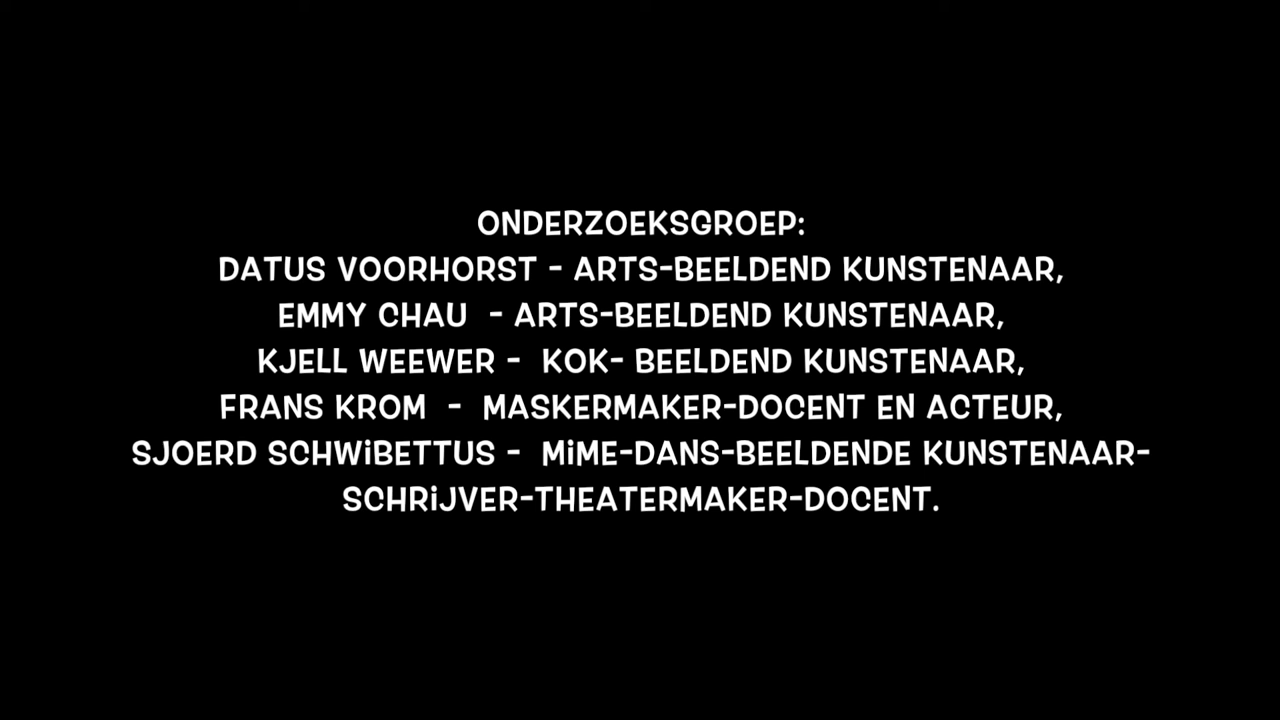 ONDERZOEKSGROEP:
DATUS VOORHORST - ARTS-BEELDEND KUNSTENAAR,
EMMY CHAU - ARTS-BEELDEND KUNSTENAAR,
KJELL WEEWER - KOK- BEELDEND KUNSTENAAR,
FRANS KROM - MASKERMAKER-DOCENT EN ACTEUR,
SJOERD SCHWiBETTUS - MiME-DANS-BEELDENDE KUNSTENAAR-
SCHRiJVER-THEATERMAKER-DOCENT.